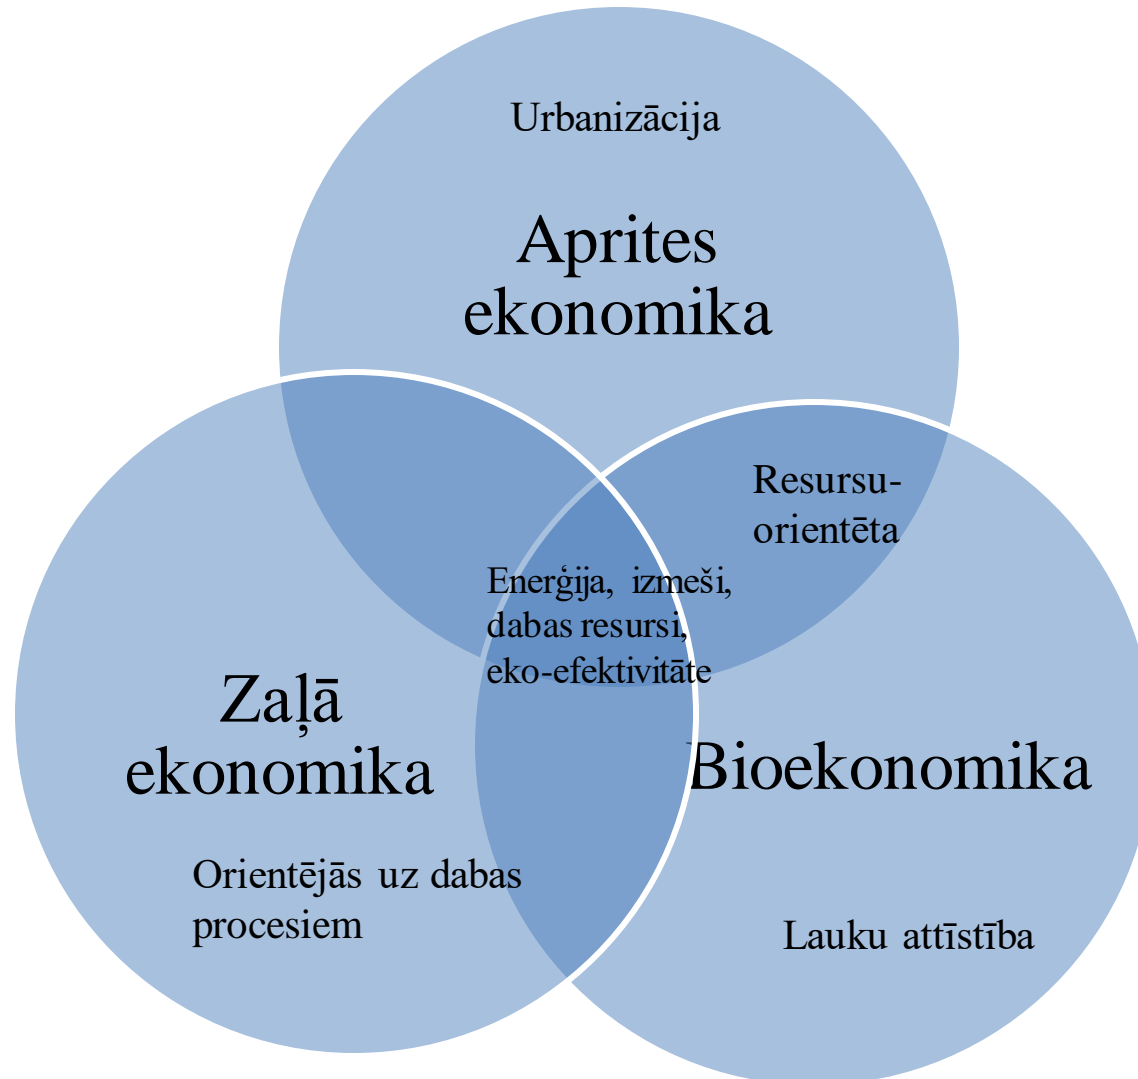 Urbanizācija
Aprites
ekonomika
Resursu-
orientēta
Enerģija, izmeši,
dabas resursi,
eko-efektivitāte
Zaļā
ekonomika
Bioekonomika
Orientējās uz dabas
procesiem
Lauku attīstība